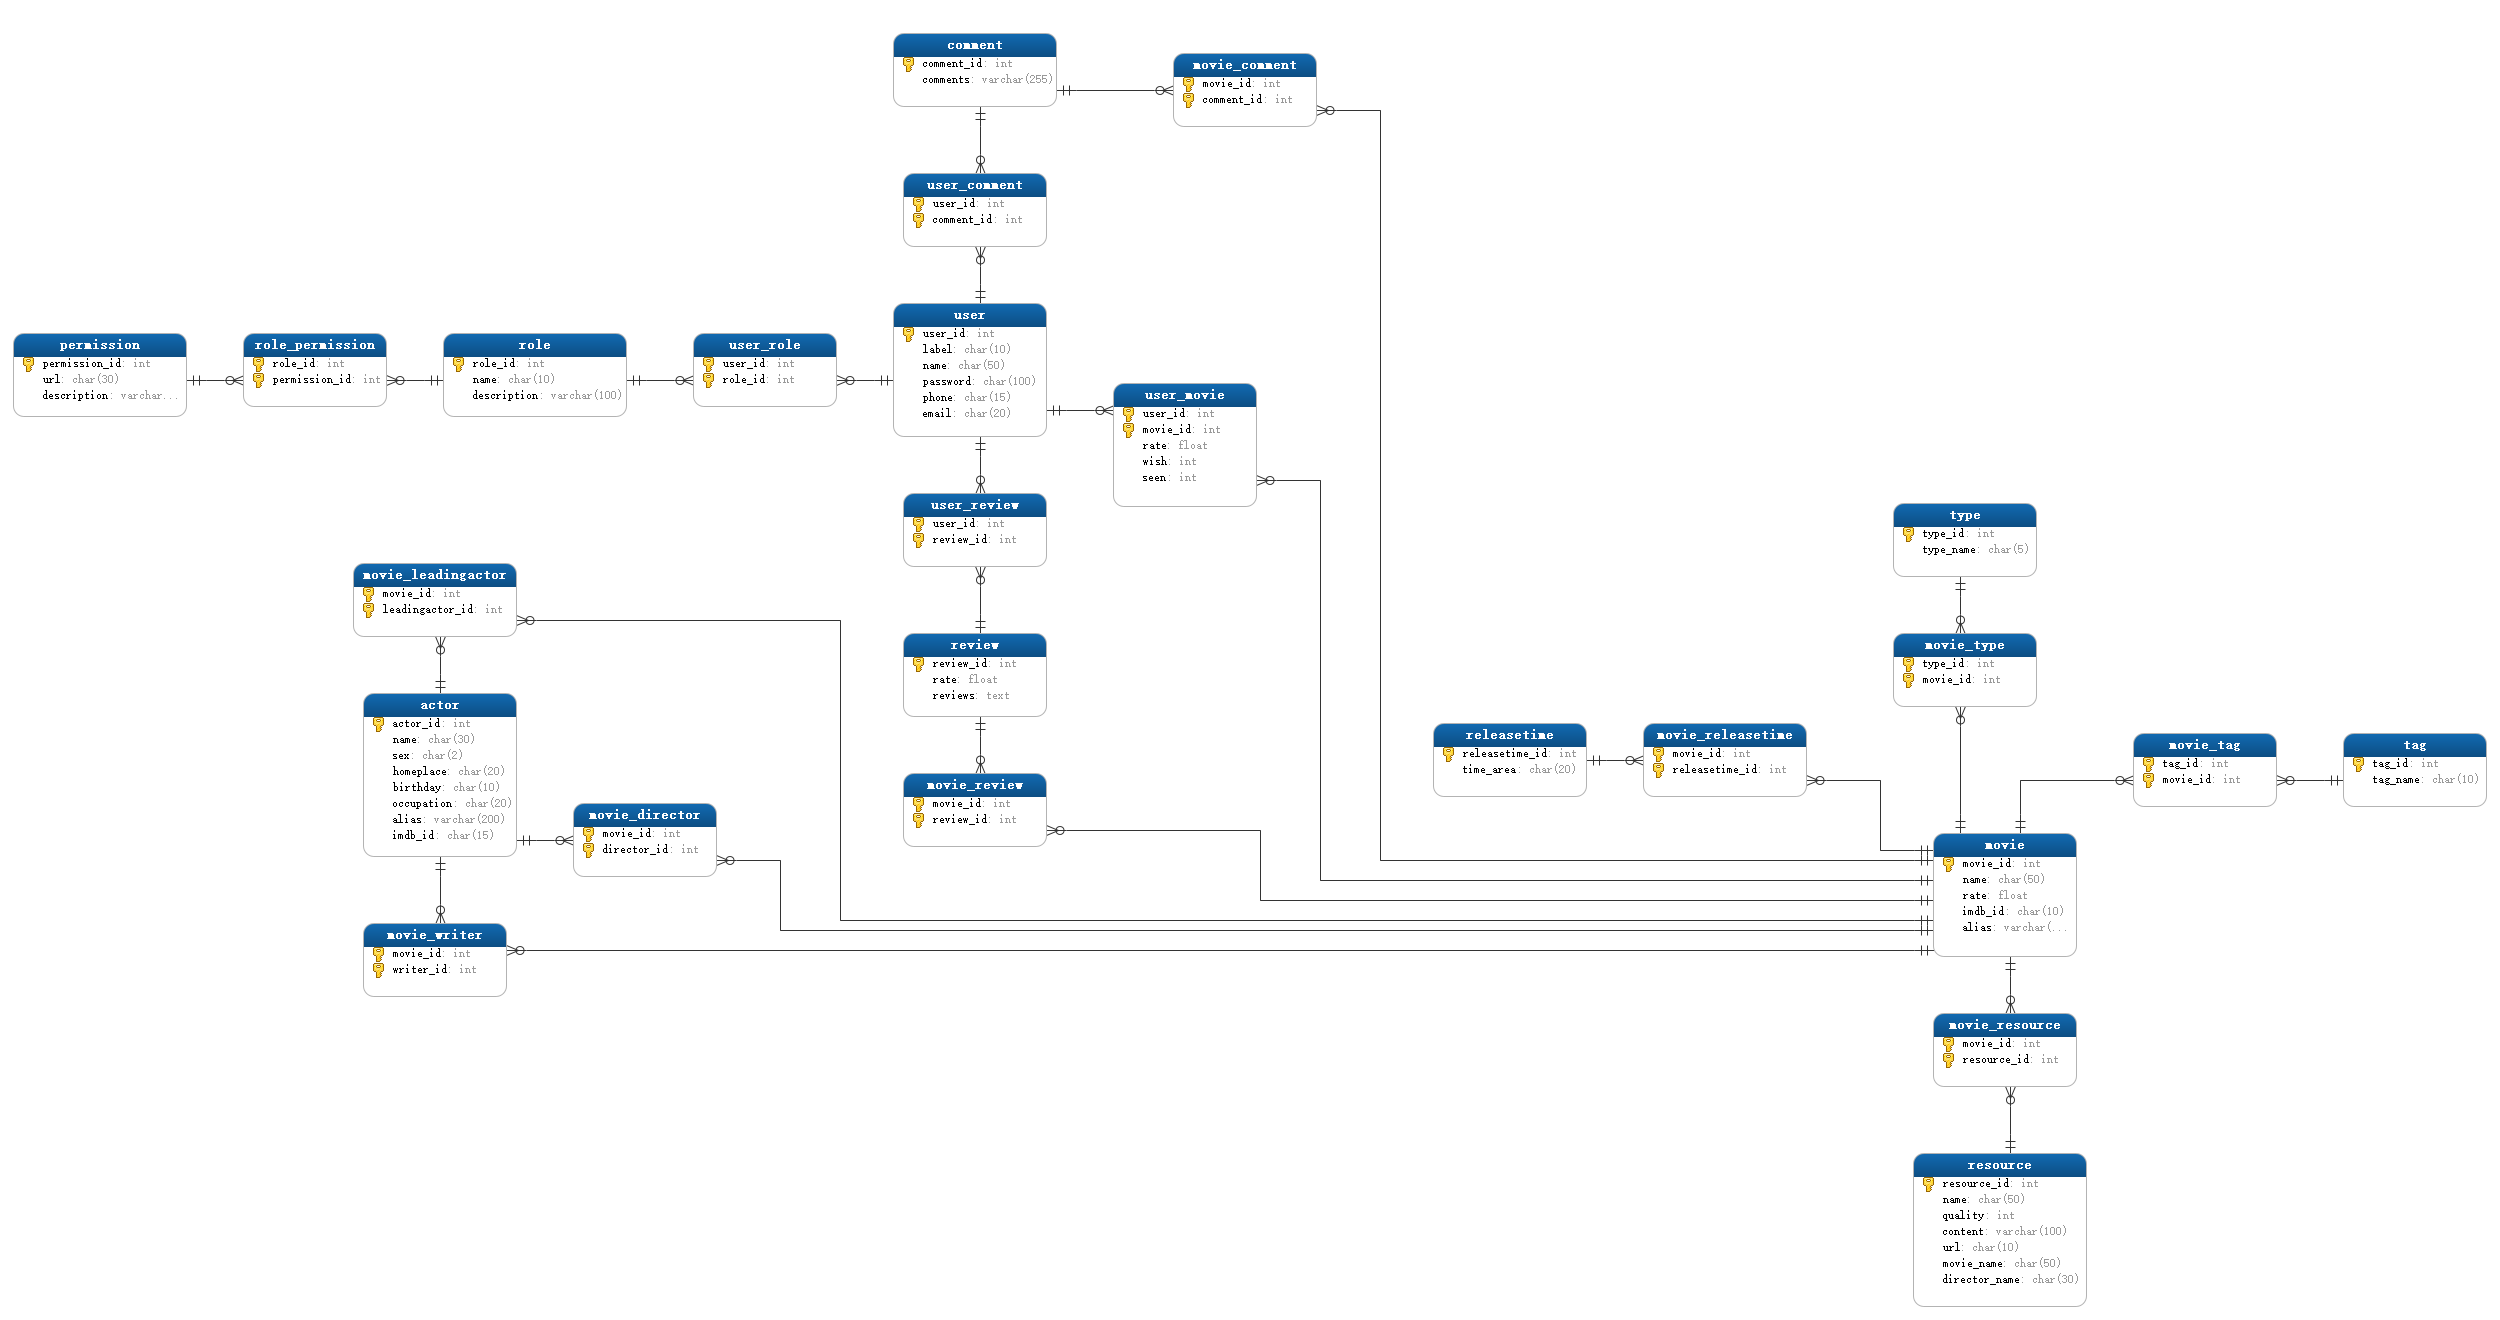 comment
comment_id: int
comments: varchar(255)
movie_comment
movie_id: int
comment_id: int
user_comment
user_id: int
comment_id: int
permission
permission_id: int
url: char(30)
description: varchar...
role_permission
role_id: int
permission_id: int
role
role_id: int
name: char(10)
description: varchar(100)
user_role
user_id: int
role_id: int
user
user_id: int
label: char(10)
name: char(50)
password: char(100)
phone: char(15)
email: char(20)
user_movie
user_id: int
movie_id: int
rate: float
wish: int
seen: int
user_review
user_id: int
review_id: int
type
type_id: int
type_name: char(5)
movie_leadingactor
movie_id: int
leadingactor_id: int
review
review_id: int
rate: float
reviews: text
movie_type
type_id: int
movie_id: int
actor
actor_id: int
name: char(30)
sex: char(2)
homeplace: char(20)
birthday: char(10)
occupation: char(20)
alias: varchar(200)
imdb_id: char(15)
movie_director
movie_id: int
director_id: int
movie_review
movie_id: int
review_id: int
releasetime
releasetime_id: int
time_area: char(20)
movie_releasetime
movie_id: int
releasetime_id: int
movie_tag
tag_id: int
movie_id: int
tag
tag_id: int
tag_name: char(10)
movie
movie_id: int
name: char(50)
rate: float
imdb_id: char(10)
alias: varchar(...
movie_writer
movie_id: int
writer_id: int
movie_resource
movie_id: int
resource_id: int
resource
resource_id: int
name: char(50)
quality: int
content: varchar(100)
url: char(10)
movie_name: char(50)
director_name: char(30)